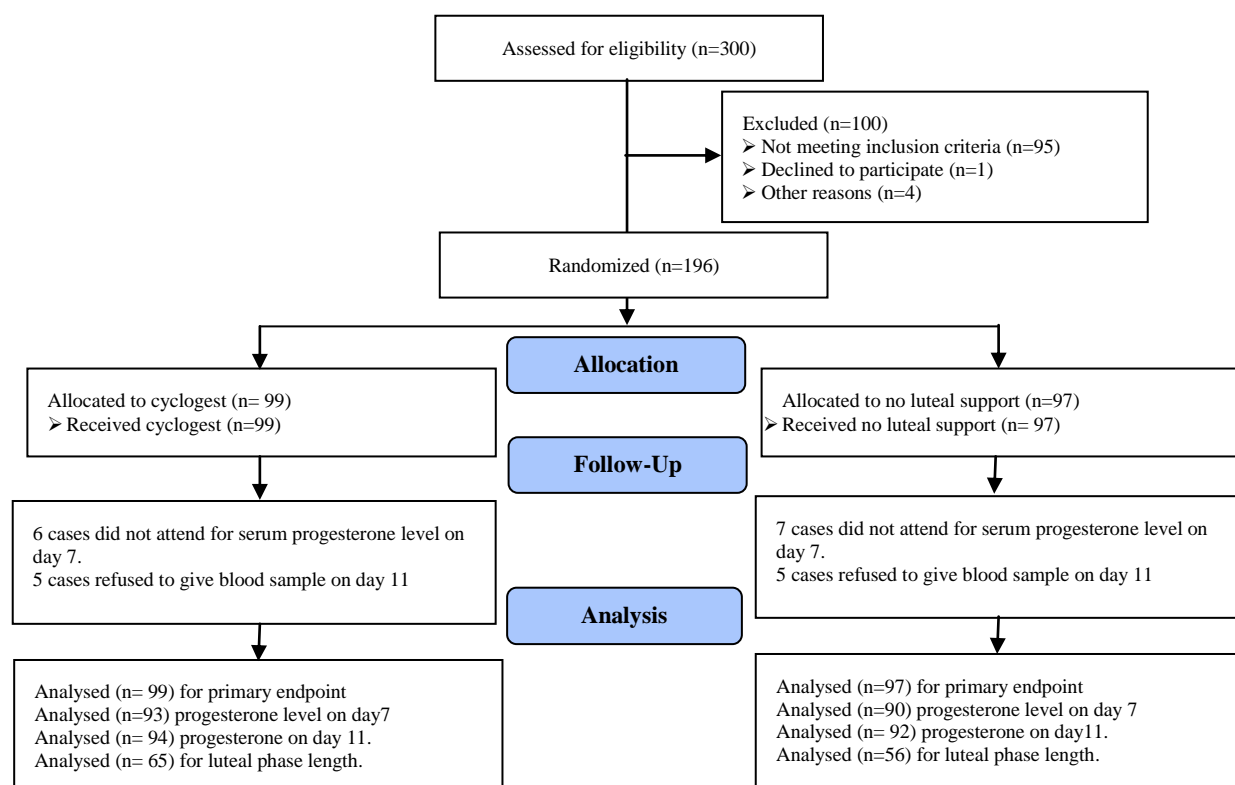 Assessed for eligibility (n=300)
Excluded (n=100)
➢ Not meeting inclusion criteria (n=95)
➢ Declined to participate (n=1)
➢ Other reasons (n=4)
Randomized (n=196)
Allocation
Allocated to cyclogest (n= 99)
➢ Received cyclogest (n=99)
Allocated to no luteal support (n=97)
➢ Received no luteal support (n= 97)
Follow-Up
6 cases did not attend for serum progesterone level on
day 7.
5 cases refused to give blood sample on day 11
7 cases did not attend for serum progesterone level on
day 7.
5 cases refused to give blood sample on day 11
Analysis
Analysed (n= 99) for primary endpoint
Analysed (n=93) progesterone level on day7
Analysed (n= 94) progesterone on day 11.
Analysed (n= 65) for luteal phase length.
Analysed (n=97) for primary endpoint
Analysed (n=90) progesterone level on day 7
Analysed (n= 92) progesterone on day11.
Analysed (n=56) for luteal phase length.